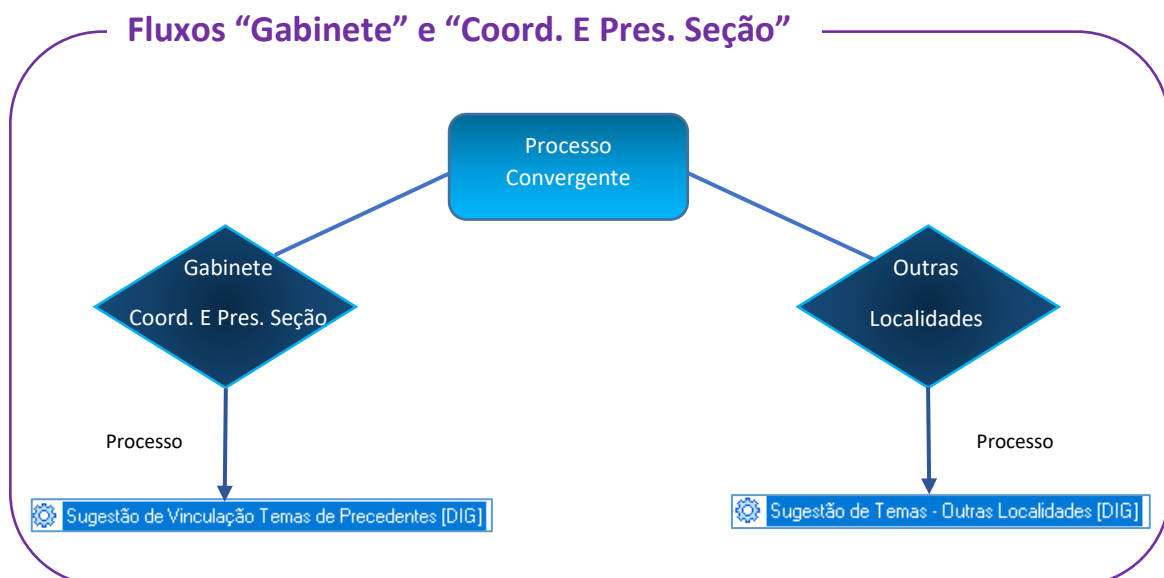 Fluxos “Gabinete” e “Coord. E Pres. Seção”
Processo
Convergente
Gabinete
Coord. E Pres. Seção
Outras
Localidades
Processo
Processo
Sugestão de Vinculação Temas de Precedentes [DIG]
Sugestão de Temas - Outras Localidades [DIG]